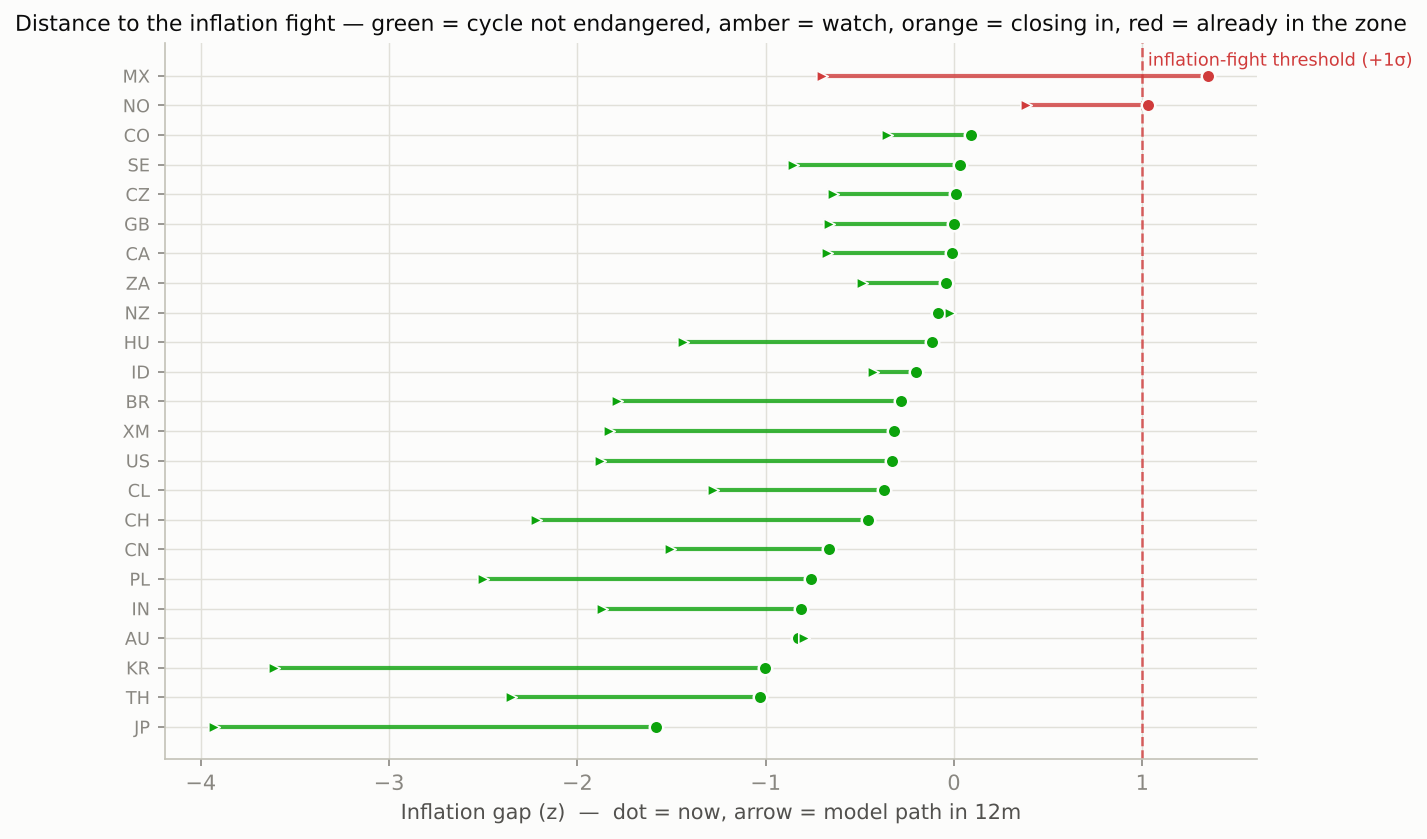 Distance to the inflation fight — green = cycle not endangered, amber = watch, orange = closing in, red = already in the zone
inflation-fight threshold (+1σ)
MX
NO
CO
SE
CZ
GB
CA
ZA
NZ
HU
ID
BR
XM
US
CL
CH
CN
PL
IN
AU
KR
TH
JP
−4 −3 −2 −1 0 1
Inflation gap (z) — dot = now, arrow = model path in 12m